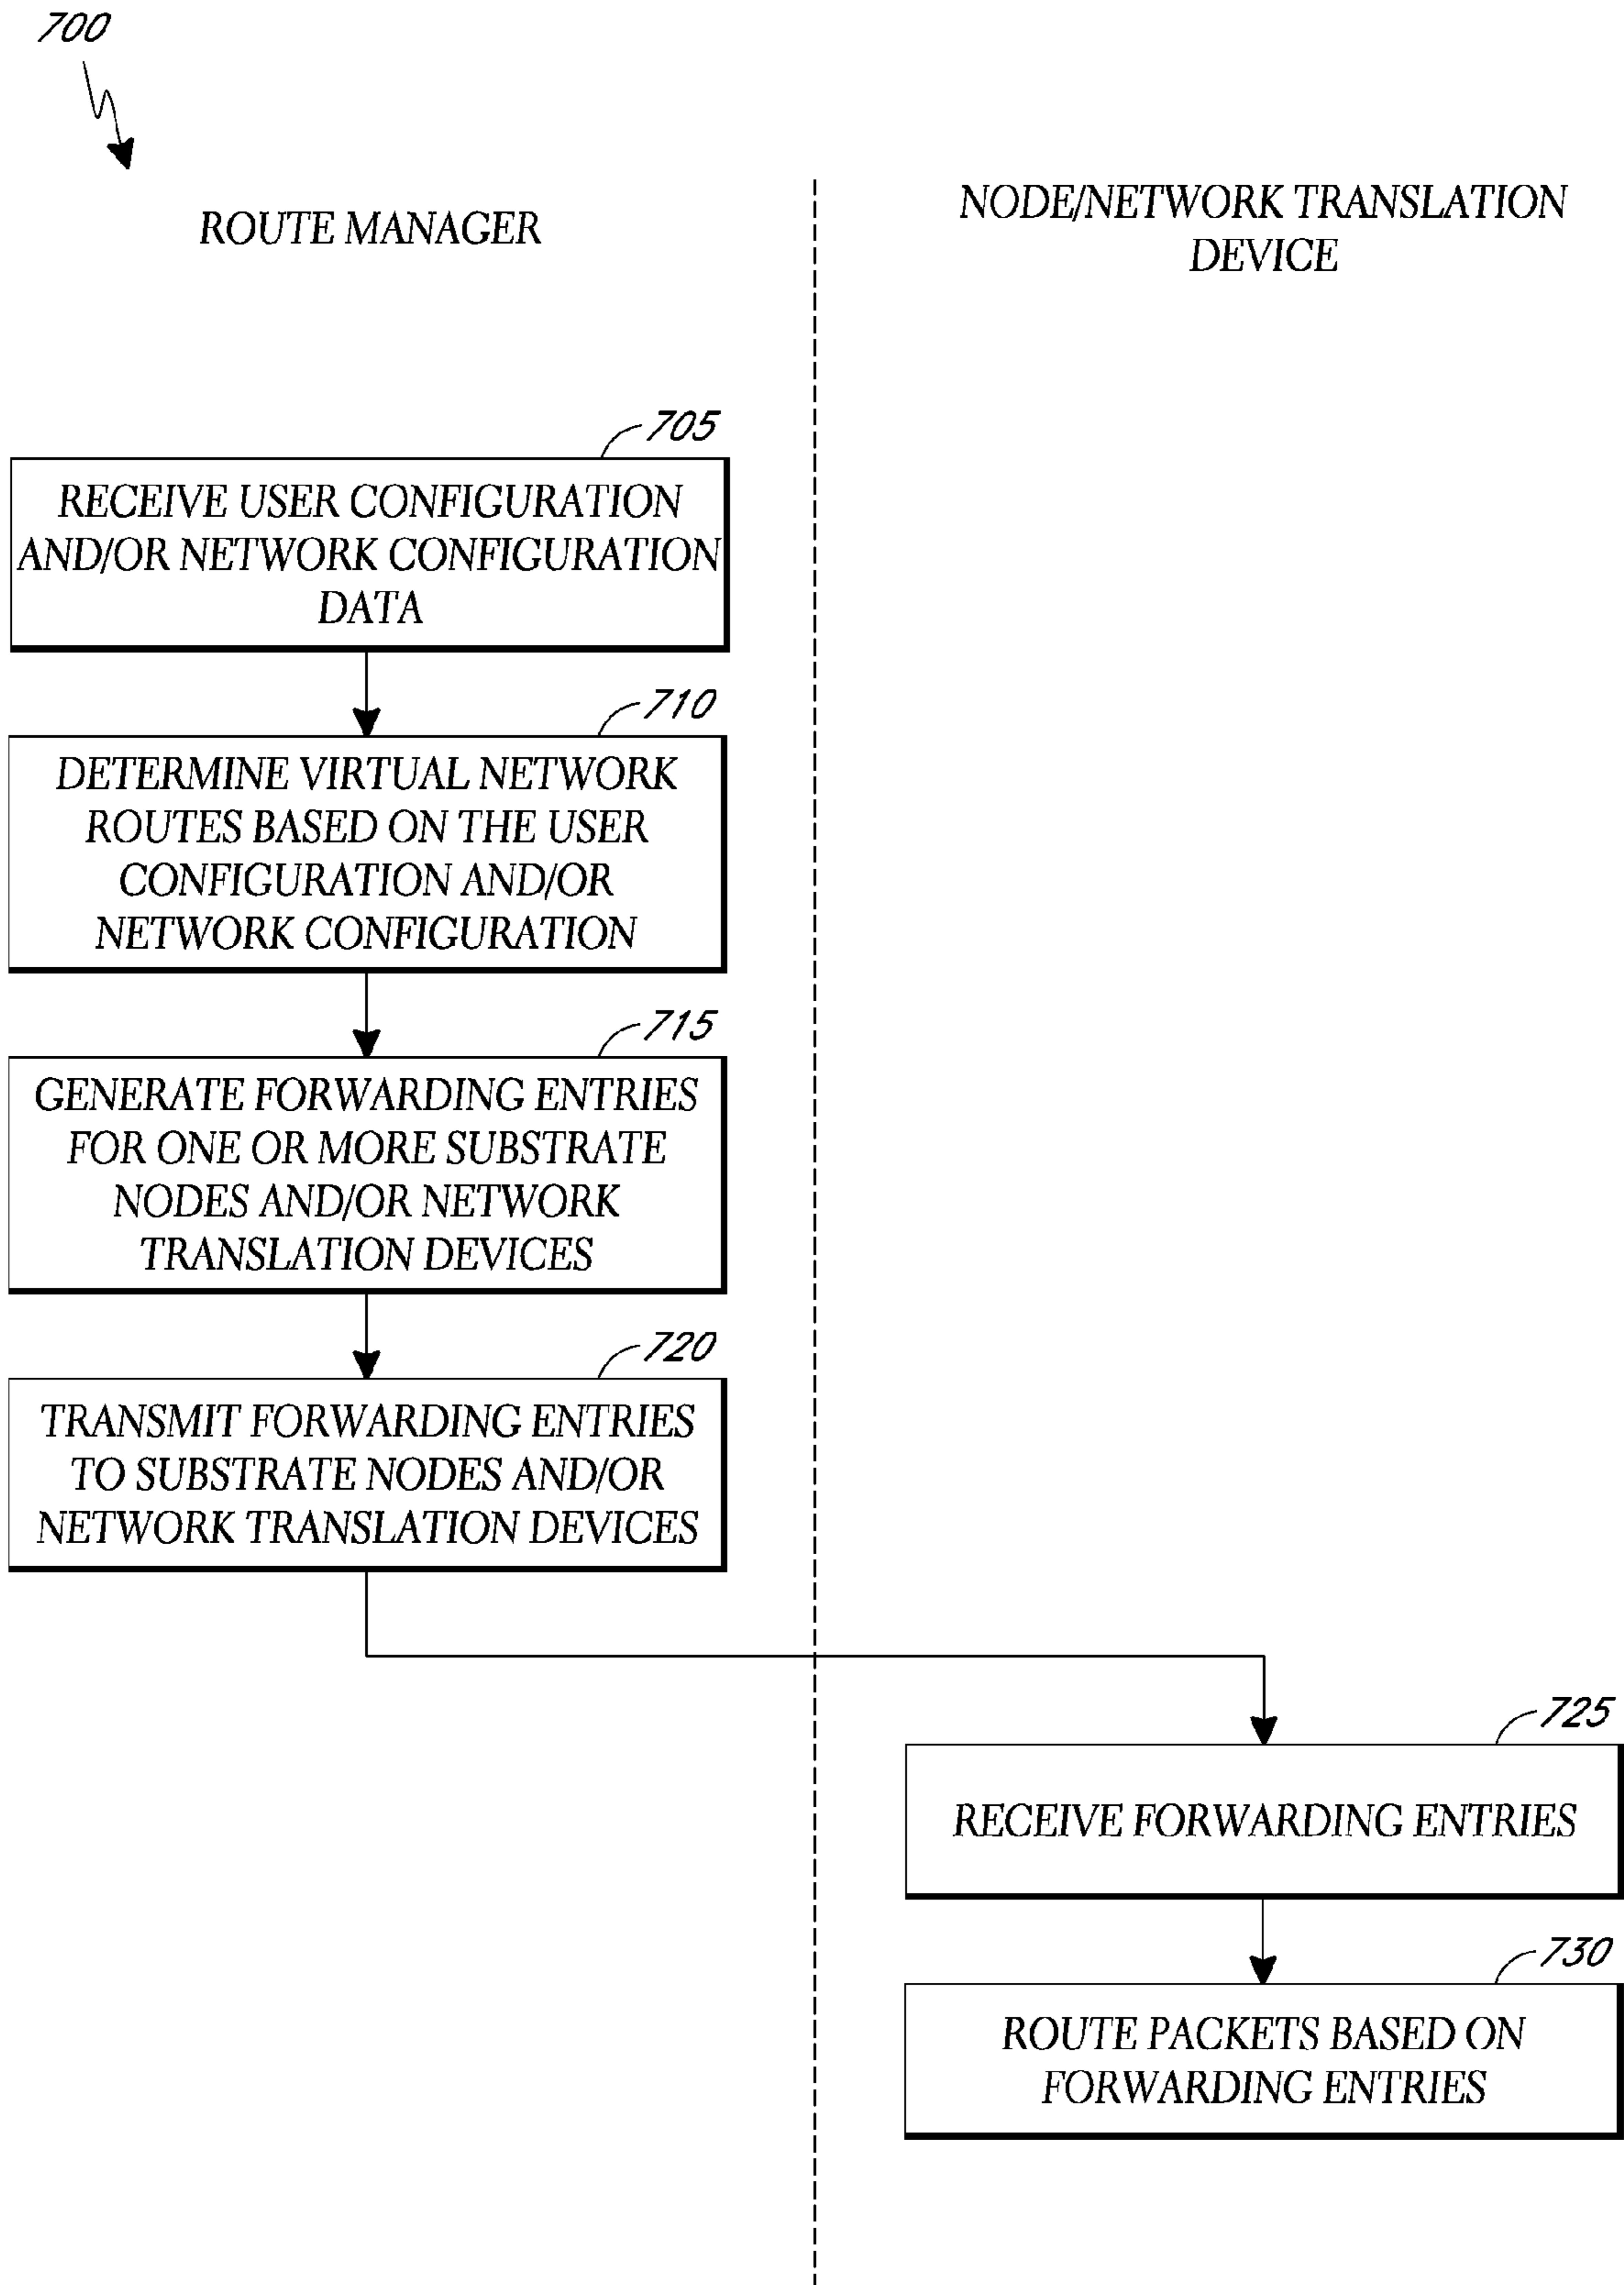 700
ROUTE MANAGER
NODE/NETWORK TRANSLATION
DEVICE
705
RECEIVE USER CONFIGURATION
AND/OR NETWORK CONFIGURATION
DATA
710
DETERMINE VIRTUAL NETWORK
ROUTES BASED ON THE USER
CONFIGURATION AND/OR
NETWORK CONFIGURATION
715
GENERATE FORWARDING ENTRIES
FOR ONE OR MORE SUBSTRATE
NODES AND/OR NETWORK
TRANSLATION DEVICES
720
TRANSMIT FORWARDING ENTRIES
TO SUBSTRATE NODES AND/OR
NETWORK TRANSLATION DEVICES
725
RECEIVE FORWARDING ENTRIES
730
ROUTE PACKETS BASED ON
FORWARDING ENTRIES